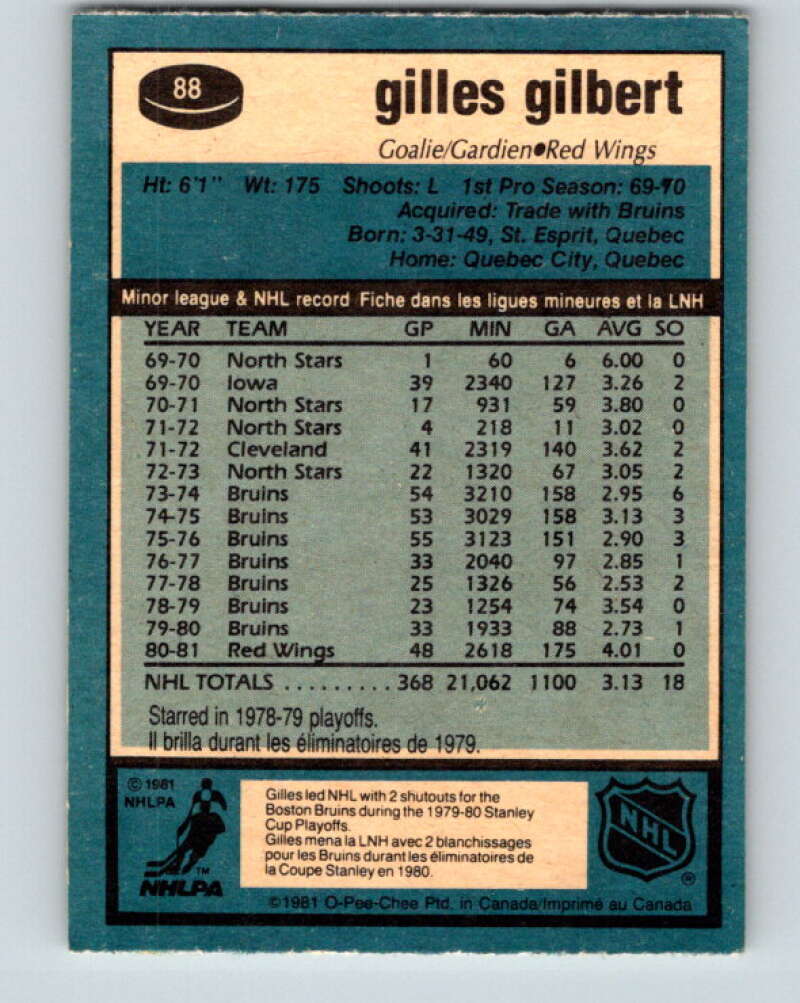 88
gilles gilbert
Goalie/Gardien●Red Wings
Ht: 6'1" Wt: 175 Shoots: L 1st Pro Season: 69-70
Acquired: Trade with Bruins
Born: 3-31-49, St. Esprit, Quebec
Home: Quebec City, Quebec
Minor league & NHL record Fiche dans les ligues mineures et la LNH
YEAR TEAM GP MIN GA AVG SO
69-70 North Stars 1 60 6 6.00 0
69-70 Iowa 39 2340 127 3.26 2
70-71 North Stars 17 931 59 3.80 0
71-72 North Stars 4 218 11 3.02 0
71-72 Cleveland 41 2319 140 3.62 2
72-73 North Stars 22 1320 67 3.05 2
73-74 Bruins 54 3210 158 2.95 6
74-75 Bruins 53 3029 158 3.13 3
75-76 Bruins 55 3123 151 2.90 3
76-77 Bruins 33 2040 97 2.85 1
77-78 Bruins 25 1326 56 2.53 2
78-79 Bruins 23 1254 74 3.54 0
79-80 Bruins 33 1933 88 2.73 1
80-81 Red Wings 48 2618 175 4.01 0
NHL TOTALS ......... 368 21,062 1100 3.13 18
Starred in 1978-79 playoffs.
Il brilla durant les éliminatoires de 1979.
© 1981
NHLPA
TM
NHLPA
Gilles led NHL with 2 shutouts for the
Boston Bruins during the 1979-80 Stanley
Cup Playoffs.
Gilles mena la LNH avec 2 blanchissages
pour les Bruins durant les éliminatoires de
la Coupe Stanley en 1980.
NHL
®
©1981 O-Pee-Chee Ptd. in Canada/Imprimé au Canada